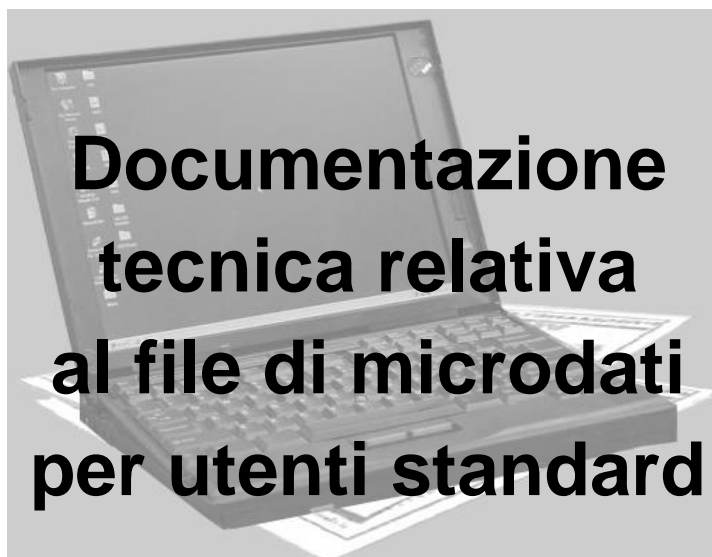 Documentazione
tecnica relativa
al file di microdati
per utenti standard